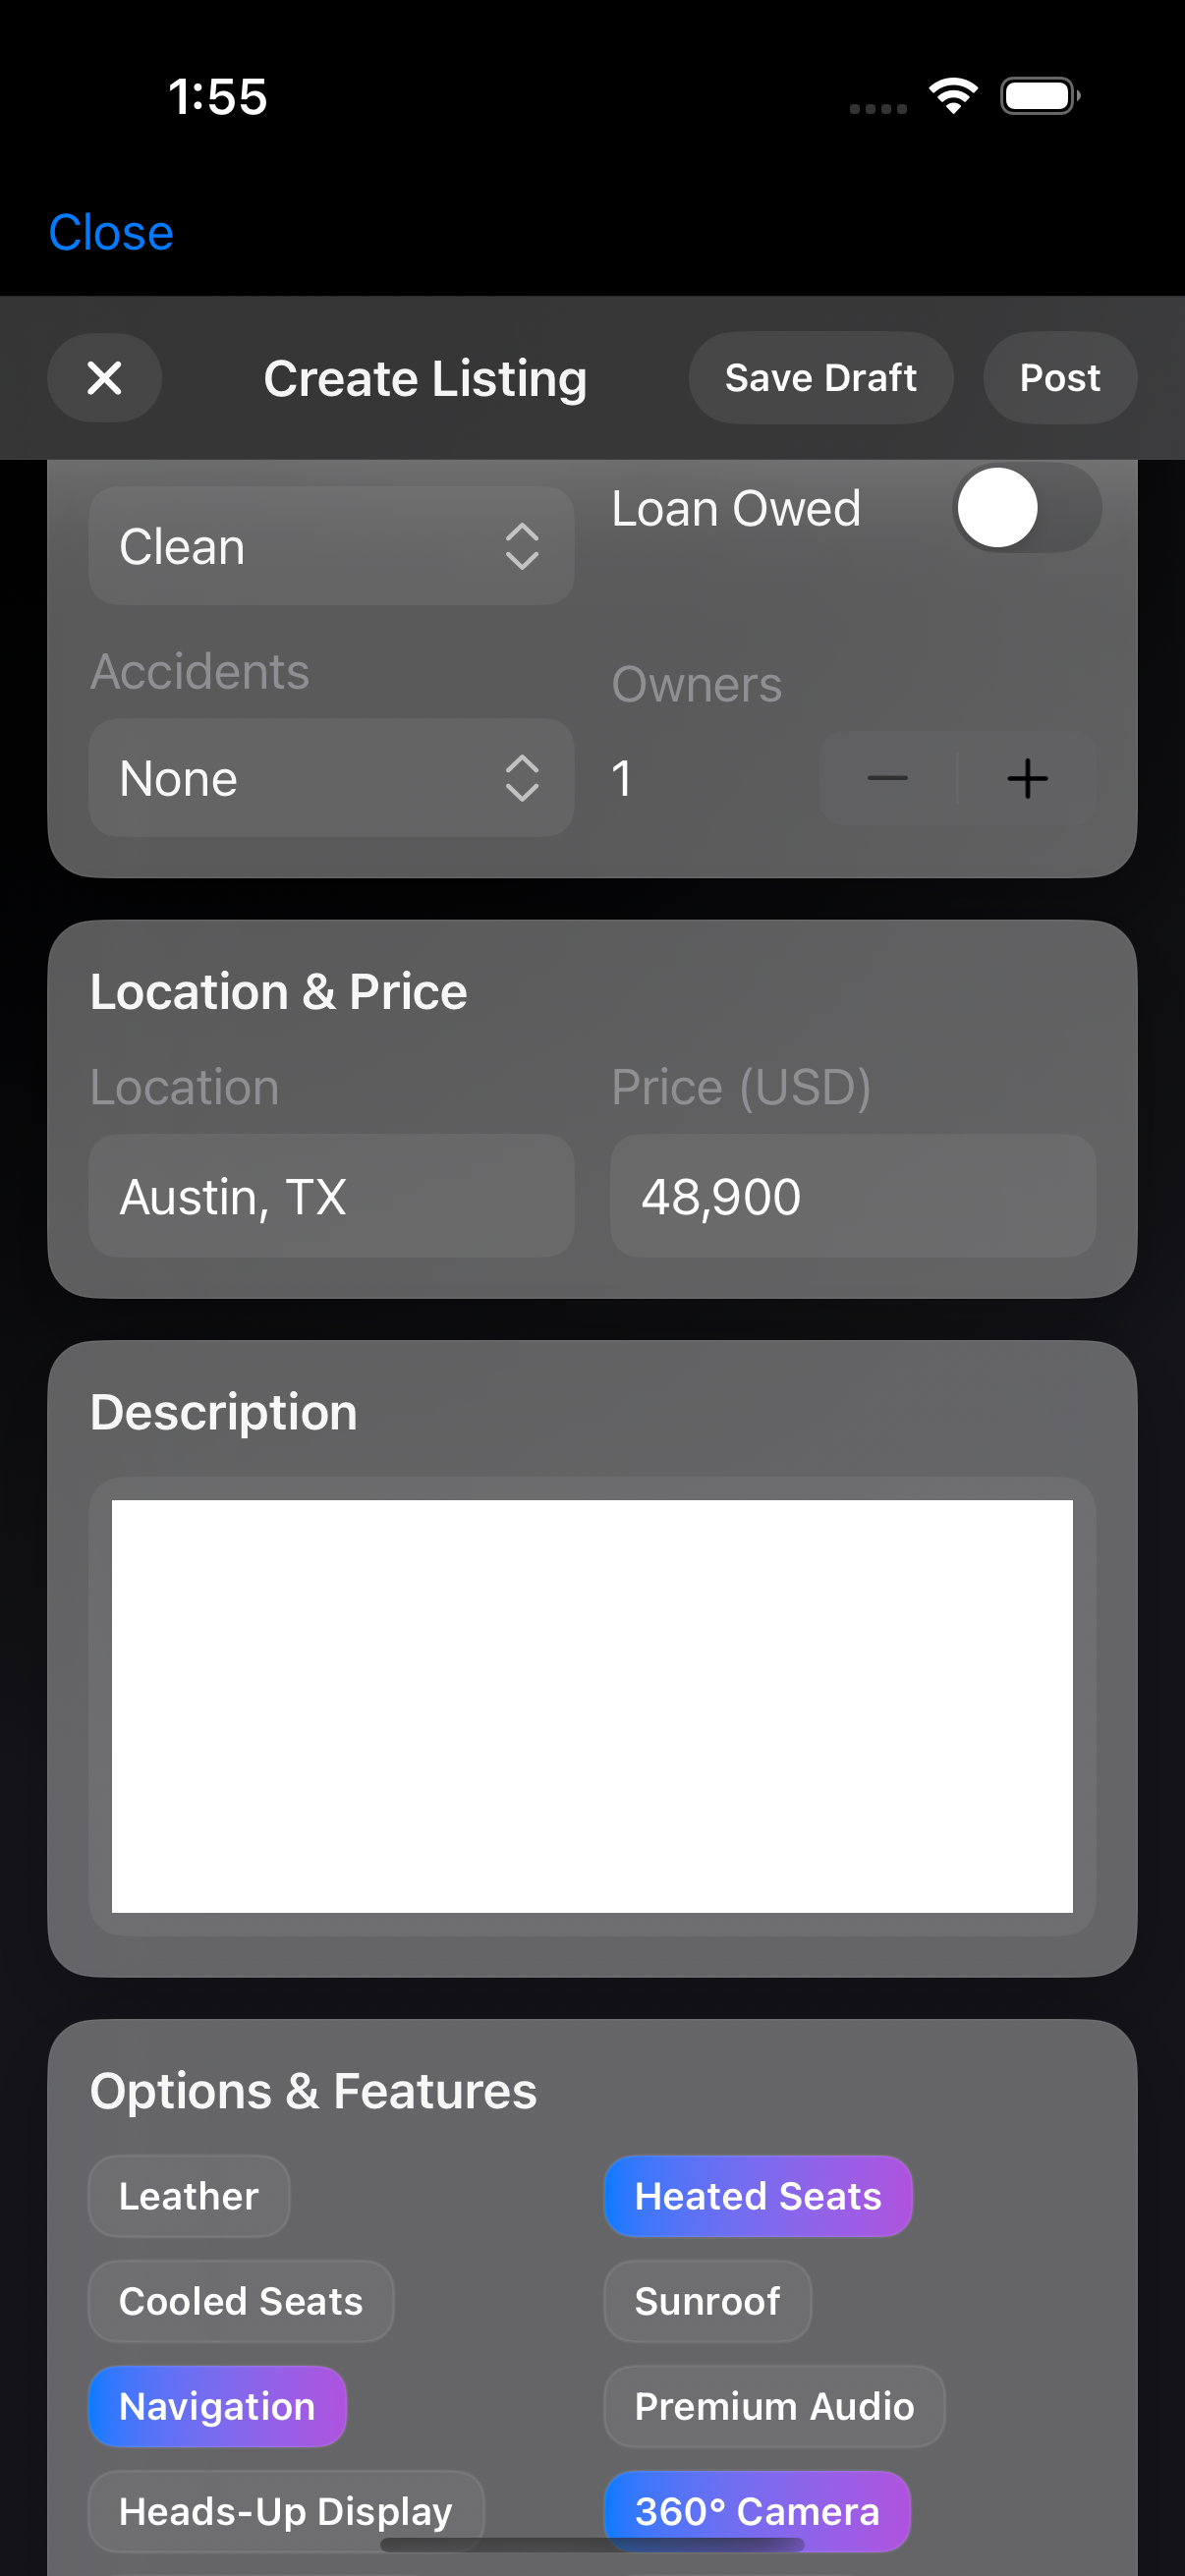 1:55
Close
Create Listing
Save Draft
Post
Clean
Loan Owed
Accidents
Owners
None
1
Location & Price
Location
Price (USD)
Austin, TX
48,900
Description
Options & Features
Leather
Heated Seats
Cooled Seats
Sunroof
Navigation
Premium Audio
Heads-Up Display
360° Camera